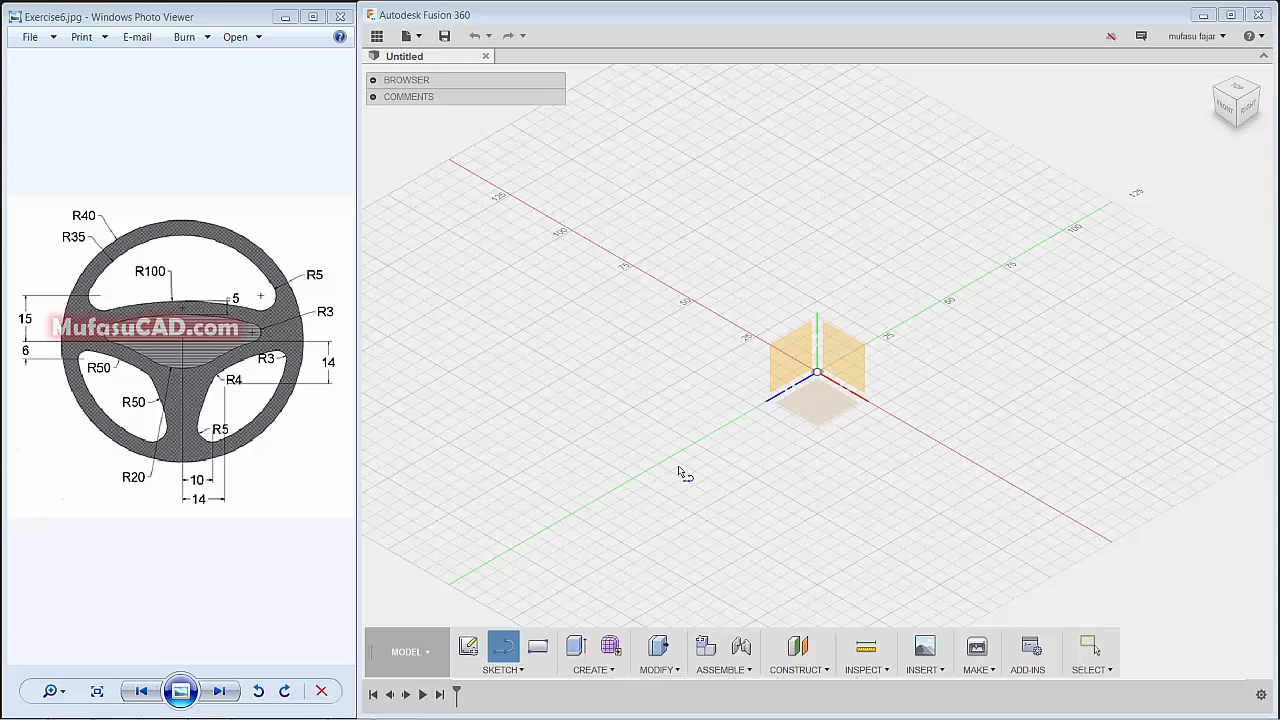 Exercise6.jpg - Windows Photo Viewer
File Print E-mail Burn Open
R40
R35
R100
R5
5
R3
15
MufasuCAD.com
6
R50
R3
14
R4
R50
R5
R20
10
14
Autodesk Fusion 360
mufasu fajar
Untitled
BROWSER
COMMENTS
TOP
FRONT
RIGHT
125
100
75
50
25
125
100
75
50
25
MODEL
SKETCH
CREATE
MODIFY
ASSEMBLE
CONSTRUCT
INSPECT
INSERT
MAKE
ADD-INS
SELECT